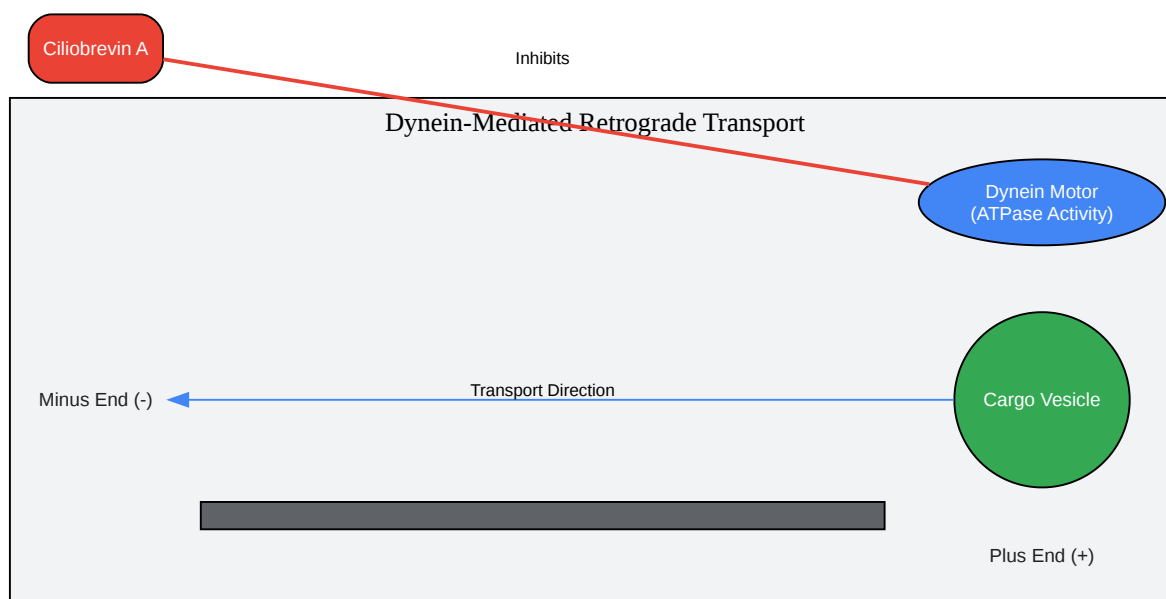 Ciliobrevin A
Inhibits
Dynein-Mediated Retrograde Transport
Dynein Motor
(ATPase Activity)
Minus End (-)
Transport Direction
Cargo Vesicle
Plus End (+)